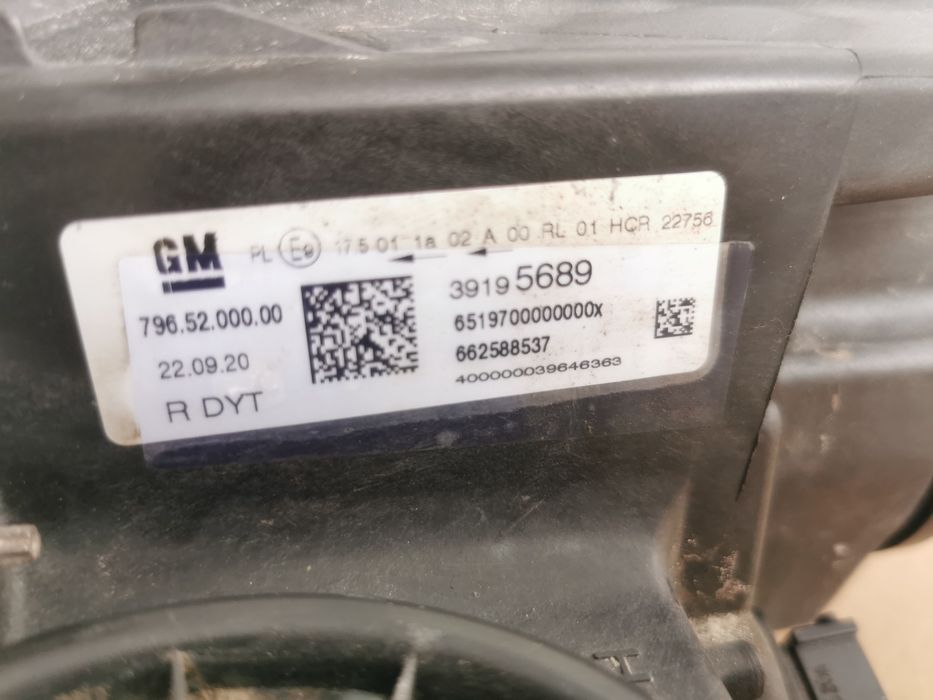 GM
PL E9 17.5 01 1a 02 A 00 RL 01 HCR 22756
796.52.000.00
22.09.20
R DYT
39195689
6519700000000x
662588537
400000039646363
H